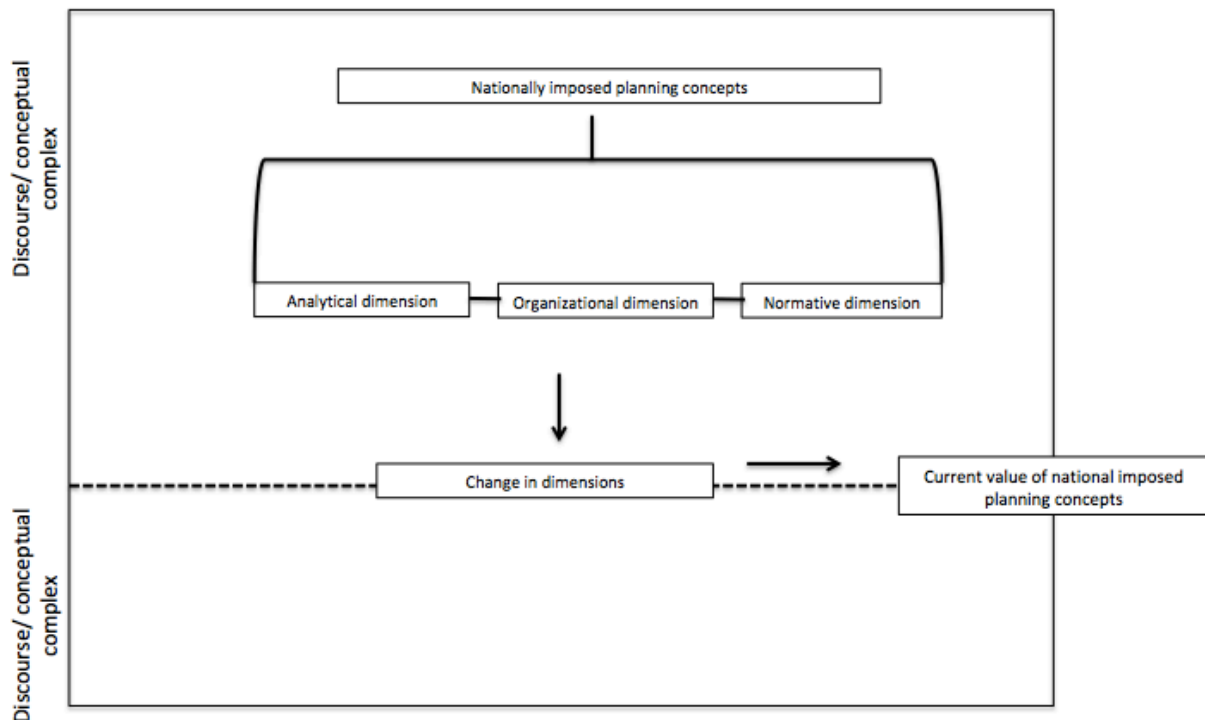 Discourse/ conceptual
complex
Nationally imposed planning concepts
Analytical dimension
Organizational dimension
Normative dimension
Change in dimensions
Current value of national imposed
planning concepts
Discourse/ conceptual
complex